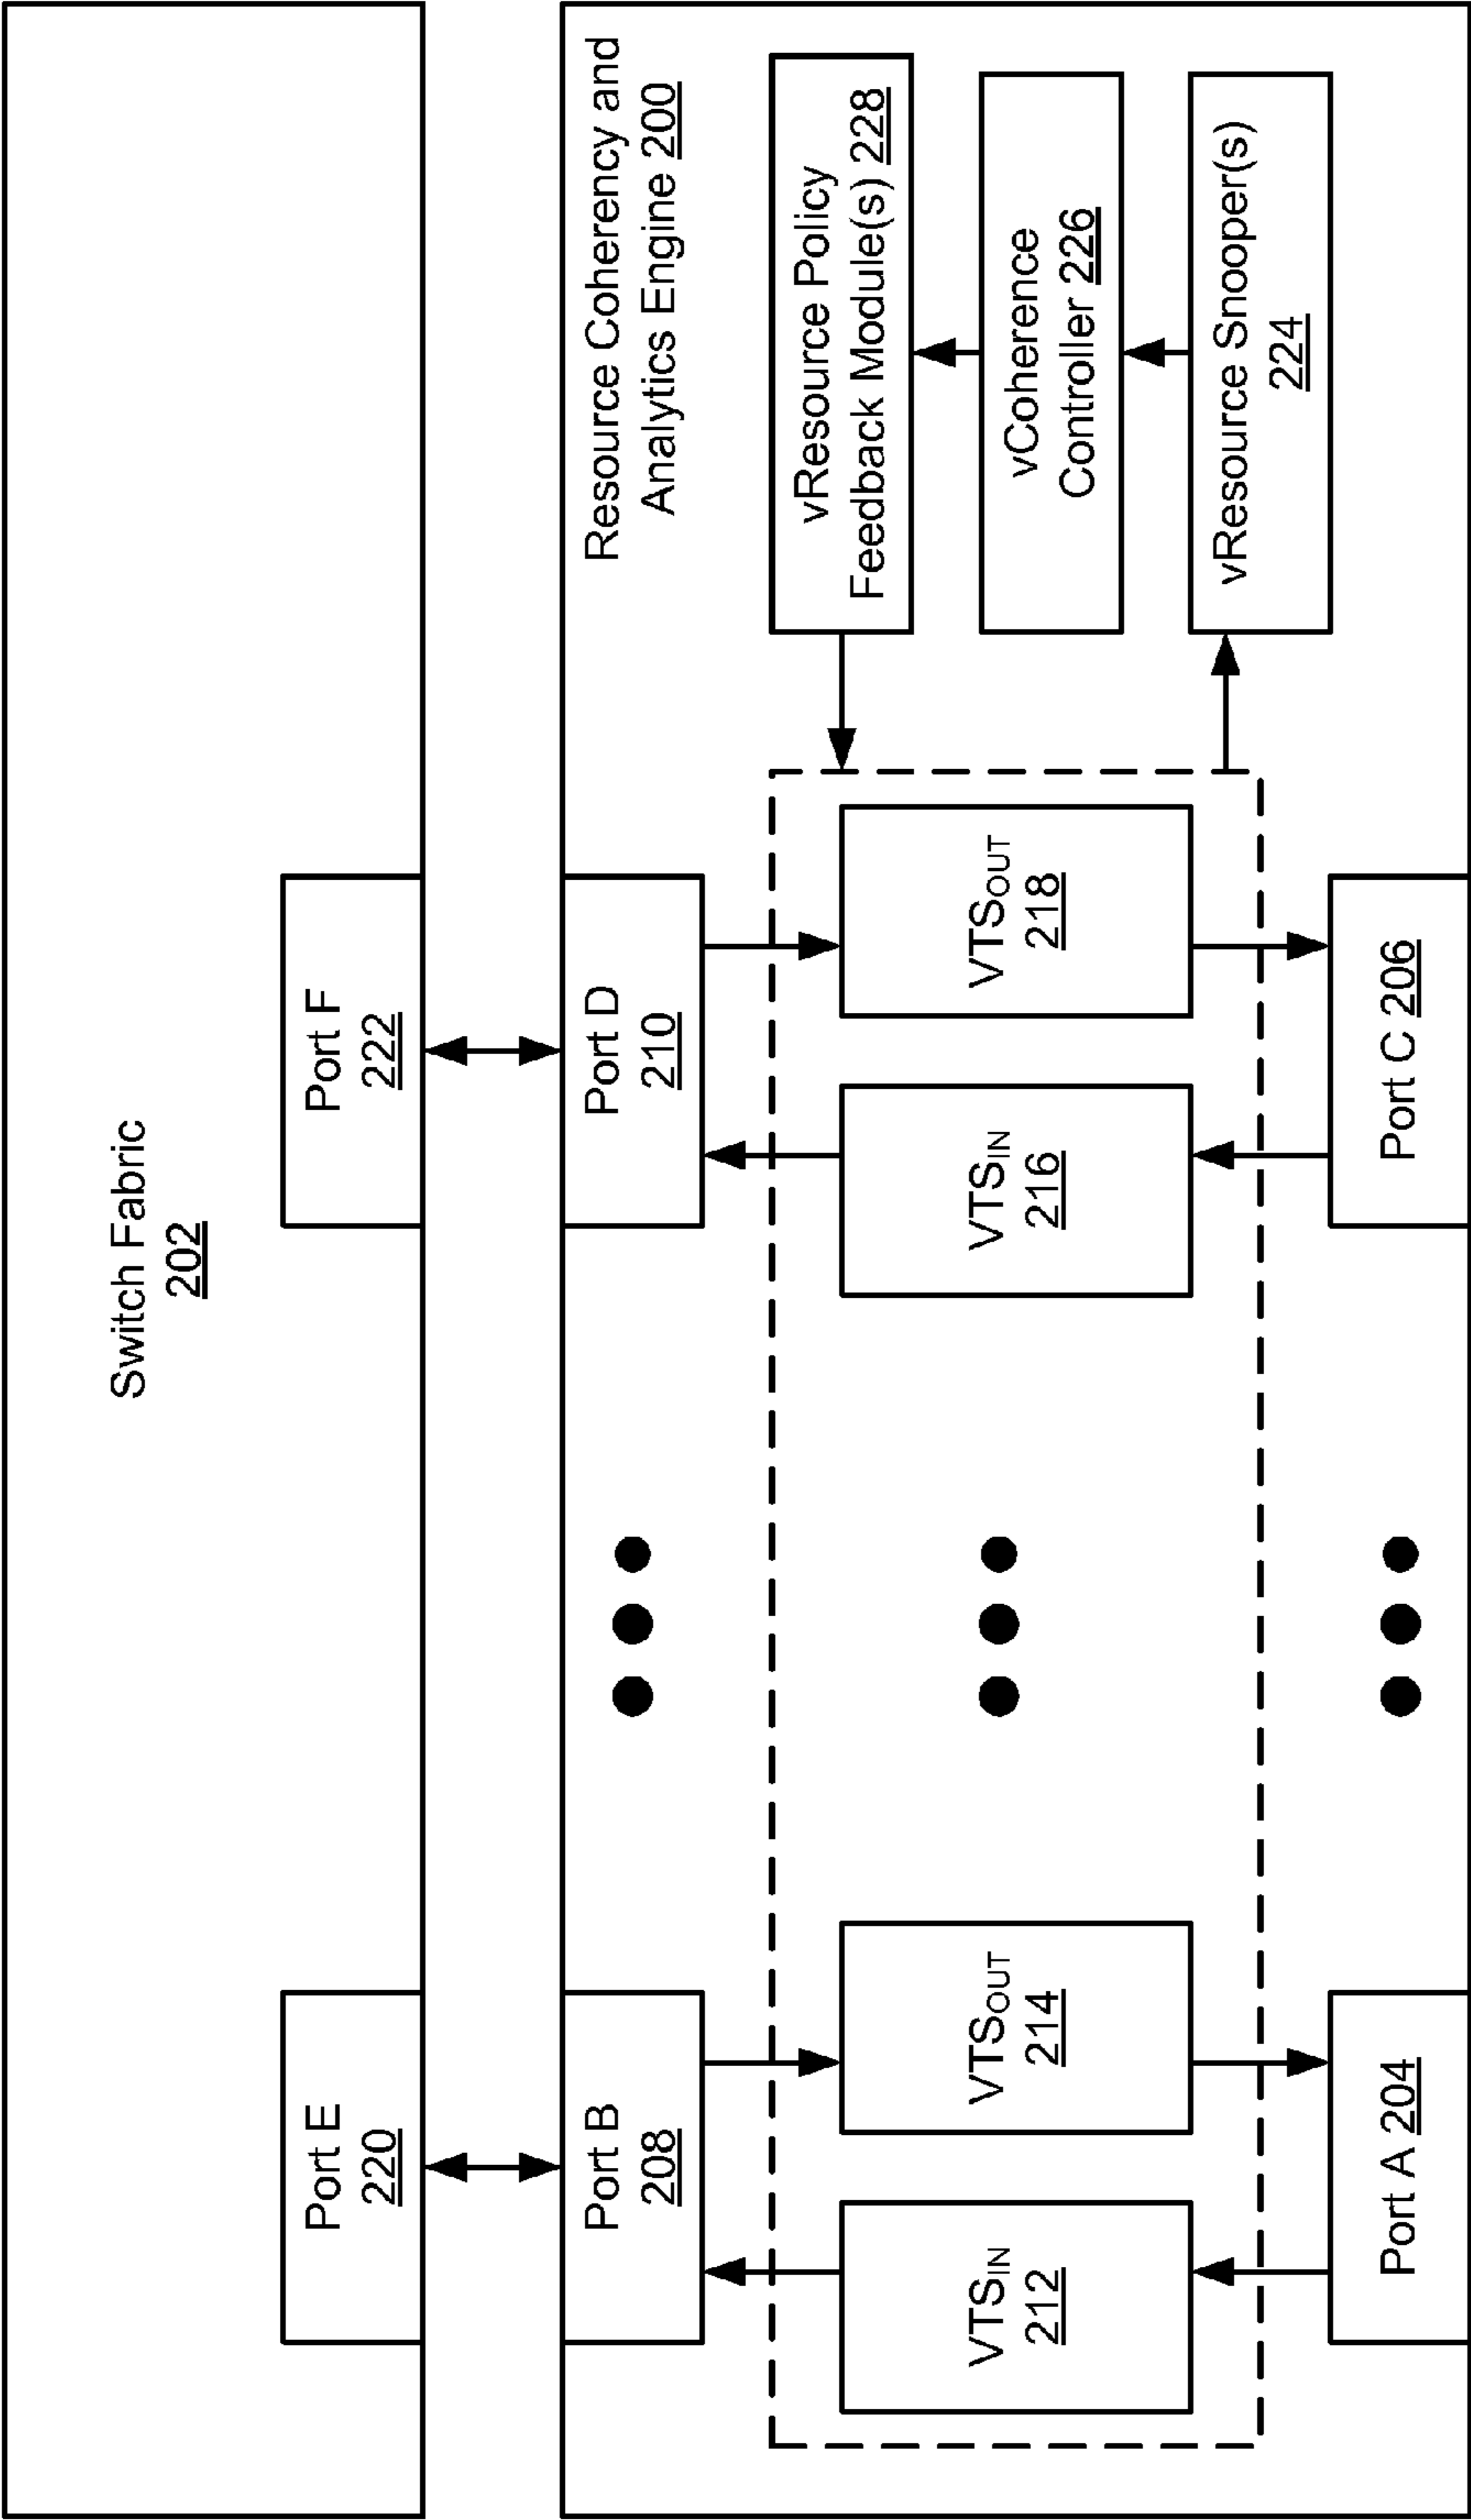 Switch Fabric
202
Port E
220
Port F
222
Resource Coherency and
Analytics Engine 200
Port B
208
Port D
210
VTSIN
212
VTSOUT
214
VTSIN
216
VTSOUT
218
vResource Policy
Feedback Module(s) 228
vCoherence
Controller 226
vResource Snooper(s)
224
Port A 204
Port C 206